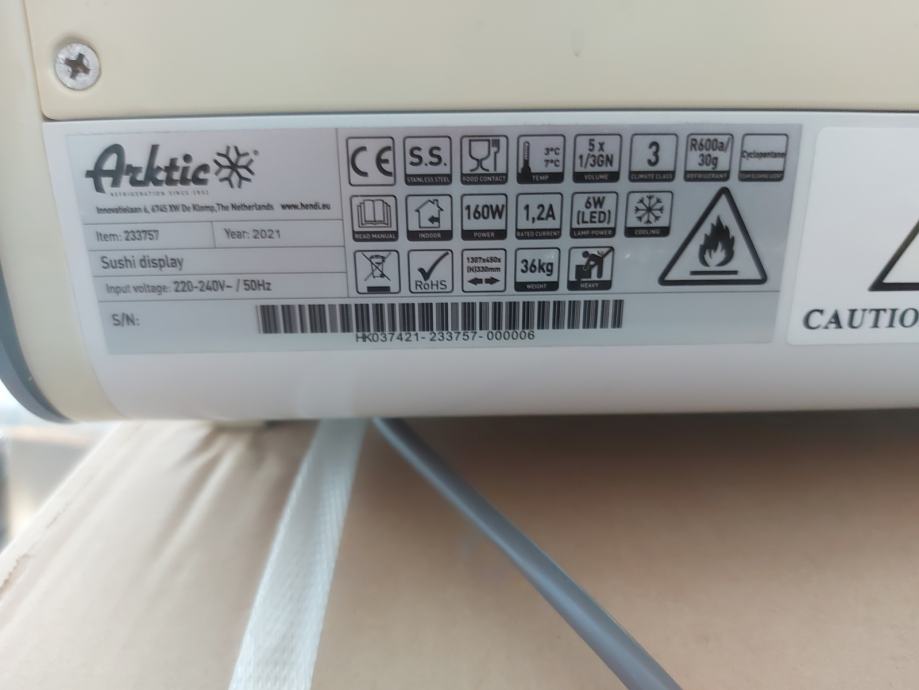 Arktic
REFRIGERATION SINCE 1952
Innovatielaan 6, 6745 XW De Klomp, The Netherlands www.hendi.eu
Item: 233757
Year: 2021
Sushi display
Input voltage: 220-240V~ / 50Hz
S/N:
HK037421-233757-000006
CE
S.S.
STAINLESS STEEL
FOOD CONTACT
3°C
7°C
TEMP
5 x
1/3GN
VOLUME
3
CLIMATE CLASS
R600a/
30g
REFRIGERANT
Cyclopentane
READ MANUAL
INDOOR
160W
POWER
1,2A
RATED CURRENT
6W
(LED)
LAMP POWER
COOLING
RoHS
1307x450x
(H)330mm
36kg
WEIGHT
HEAVY
CAUTIO